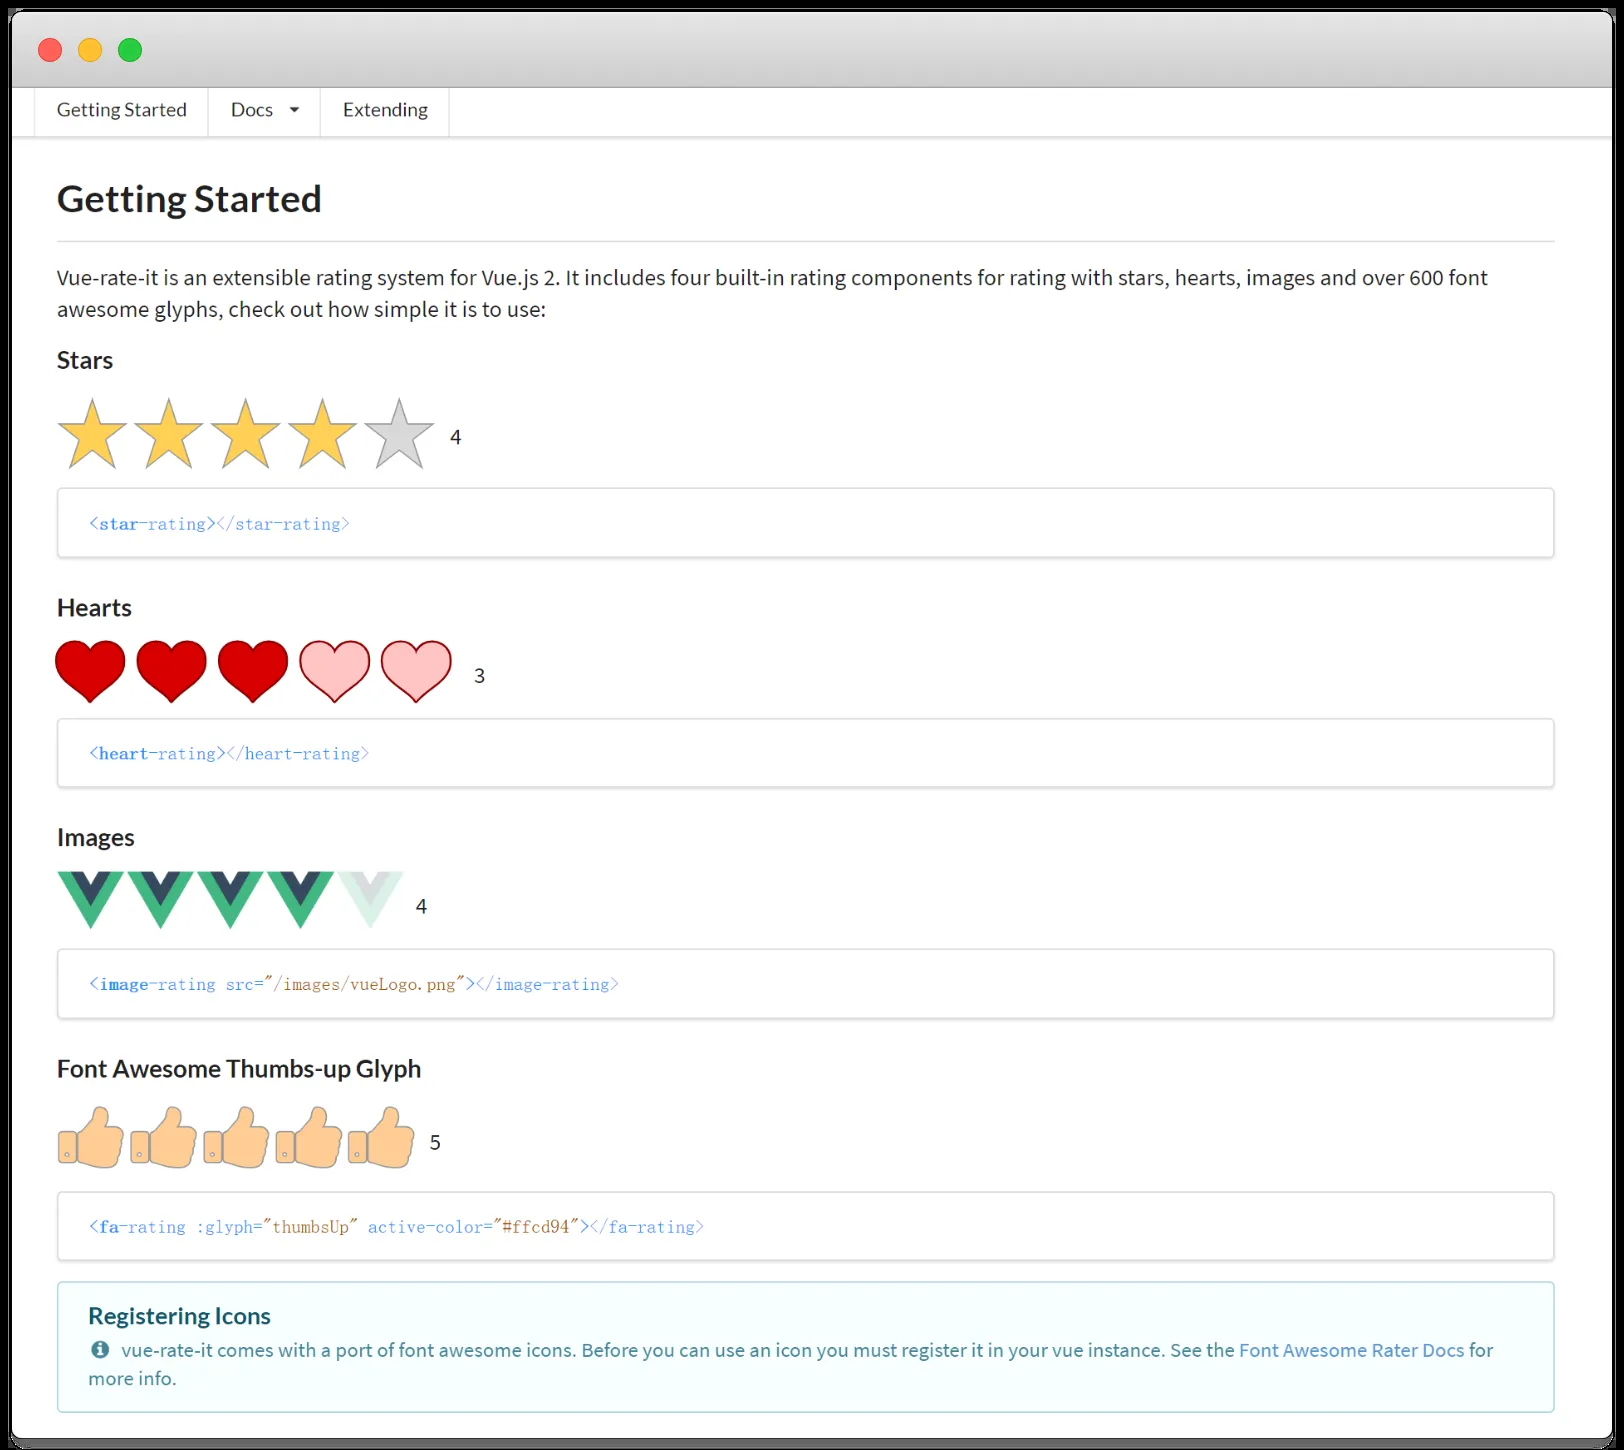 Getting Started Docs Extending
Getting Started
Vue-rate-it is an extensible rating system for Vue.js 2. It includes four built-in rating components for rating with stars, hearts, images and over 600 font
awesome glyphs, check out how simple it is to use:
Stars
4
<star-rating></star-rating>
Hearts
3
<heart-rating></heart-rating>
Images
4
<image-rating src="/images/vueLogo.png"></image-rating>
Font Awesome Thumbs-up Glyph
5
<fa-rating :glyph="thumbsUp" active-color="#ffcd94"></fa-rating>
Registering Icons
vue-rate-it comes with a port of font awesome icons. Before you can use an icon you must register it in your vue instance. See the Font Awesome Rater Docs for
more info.